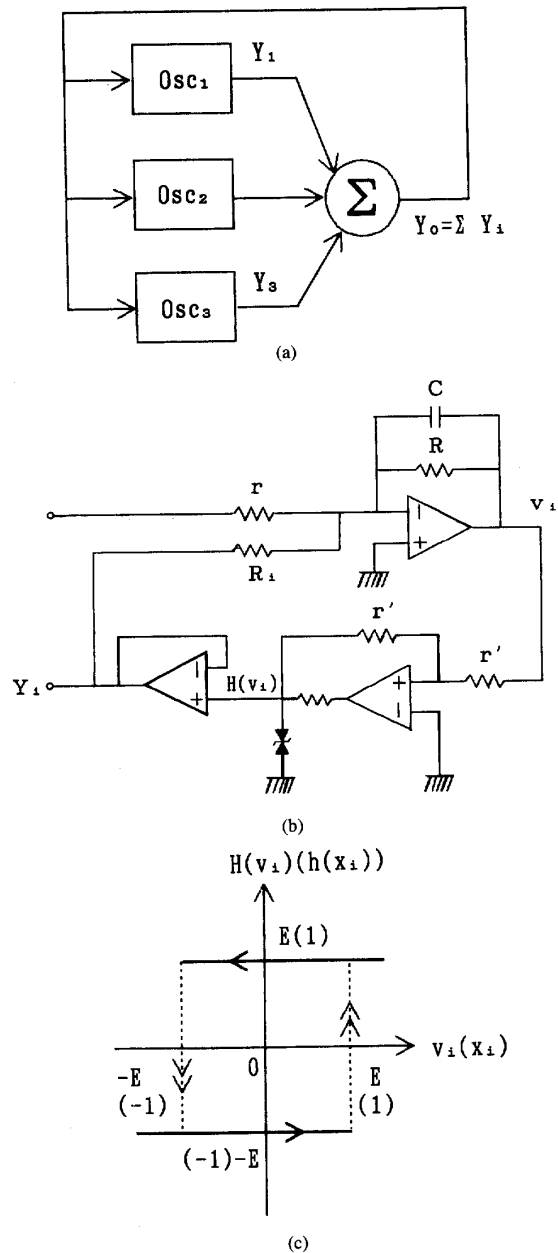 Osc₁
Y₁
Osc₂
Σ
Y₀=Σ Yᵢ
Osc₃
Y₃
(a)
C
R
r
vᵢ
−
+
Rᵢ
r'
r'
Yᵢ
−
+
H(vᵢ)
+
−
(b)
H(vᵢ)(h(xᵢ))
E(1)
vᵢ(xᵢ)
0
-E
(-1)
E
(1)
(-1)-E
(c)